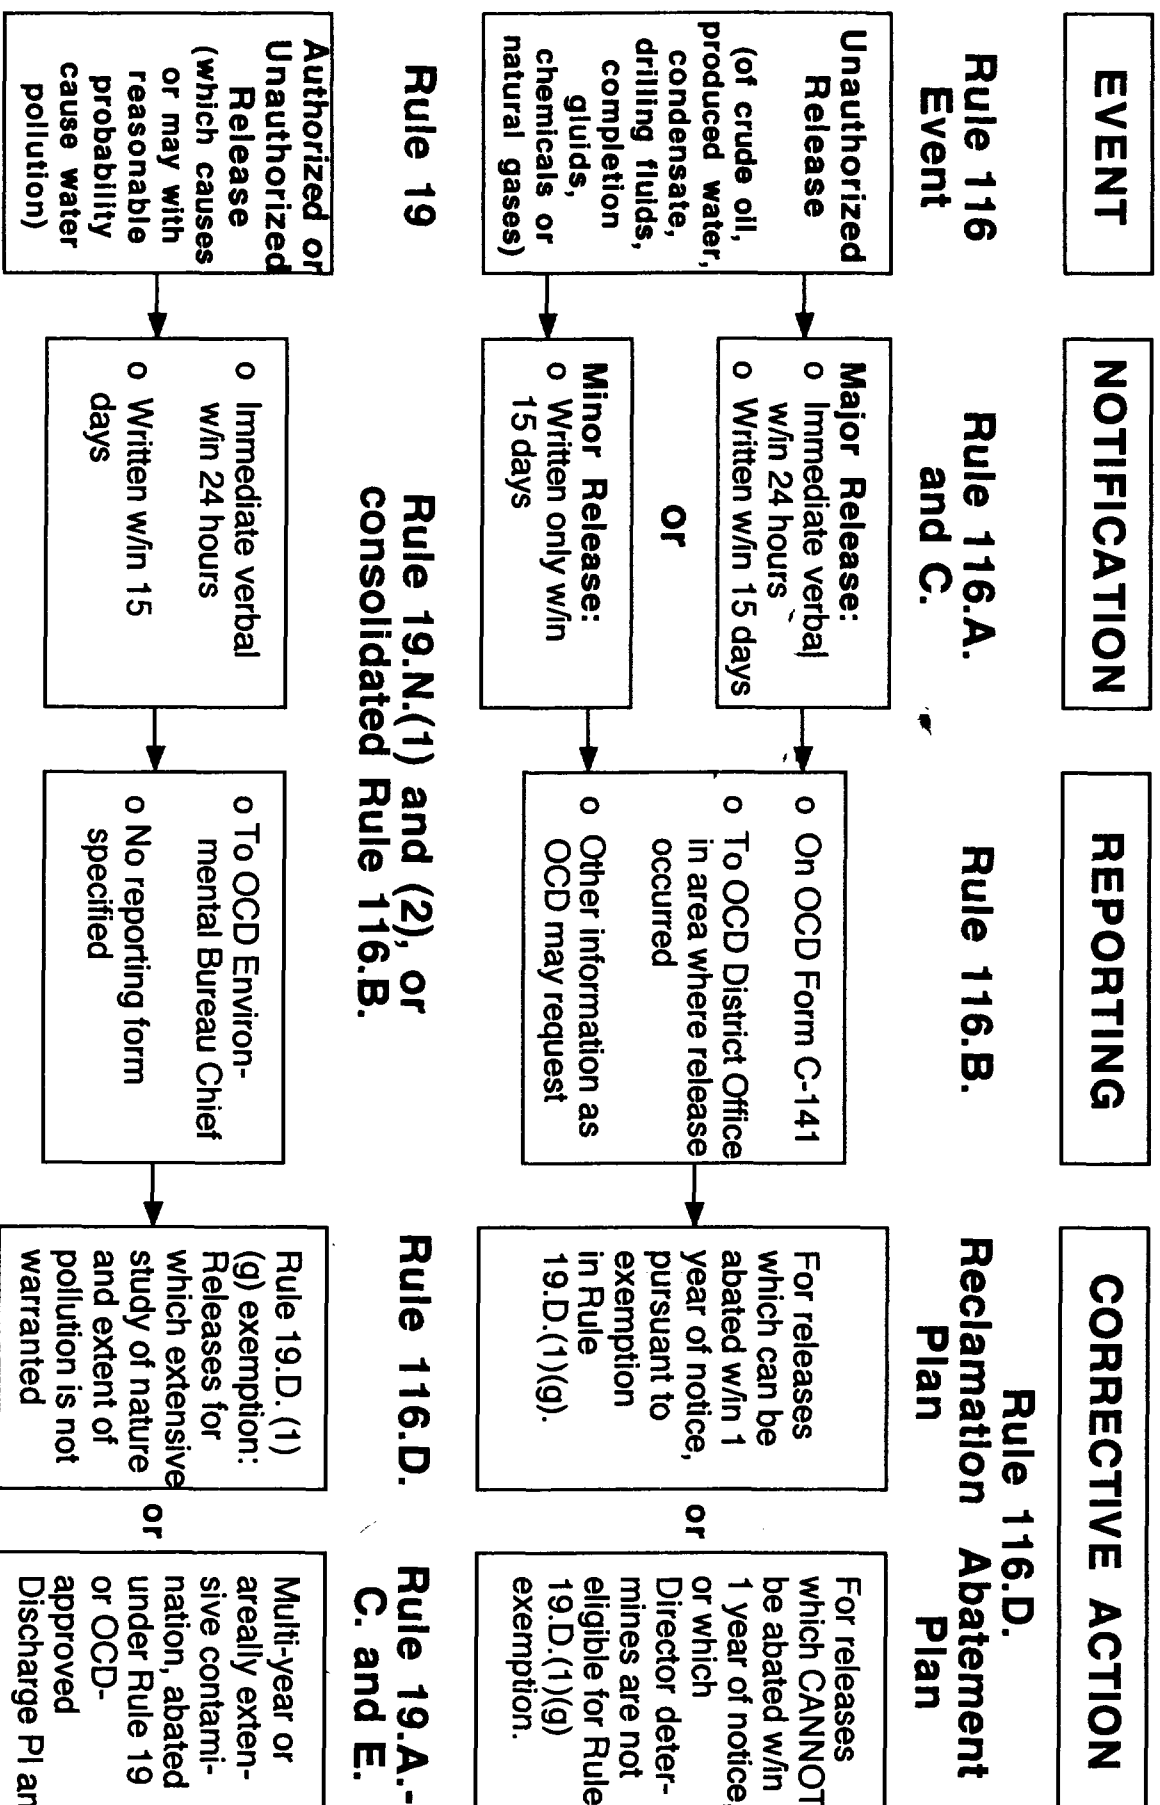 EVENT
NOTIFICATION
REPORTING
CORRECTIVE ACTION
Rule 116
Event
Rule 116.A.
and C.
Rule 116.B.
Rule 116.D.
Reclamation Abatement
Plan Plan
Unauthorized
Release
(of crude oil,
produced water,
condensate,
drilling fluids,
completion
gluids,
chemicals or
natural gases)
Major Release:
o Immediate verbal
w/in 24 hours
o Written w/in 15 days
or
Minor Release:
o Written only w/in
15 days
o On OCD Form C-141
o To OCD District Office
in area where release
occurred
o Other information as
OCD may request
For releases
which can be
abated w/in 1
year of notice,
pursuant to
exemption
in Rule
19.D.(1)(g).
or
For releases
which CANNOT
be abated w/in
1 year of notice,
or which
Director deter-
mines are not
eligible for Rule
19.D.(1)(g)
exemption.
Rule 19
Rule 19.N.(1) and (2), or
consolidated Rule 116.B.
Rule 116.D.
Rule 19.A.-
C. and E.
Authorized or
Unauthorized
Release
(which causes
or may with
reasonable
probability
cause water
pollution)
o Immediate verbal
w/in 24 hours
o Written w/in 15
days
o To OCD Environ-
mental Bureau Chief
o No reporting form
specified
Rule 19.D. (1)
(g) exemption:
Releases for
which extensive
study of nature
and extent of
pollution is not
warranted
or
Multi-year or
areally exten-
sive contami-
nation, abated
under Rule 19
or OCD-
approved
Discharge Pl an